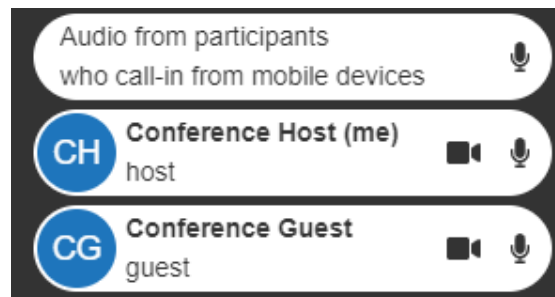 Audio from participants
who call-in from mobile devices
CH
Conference Host (me)
host
CG
Conference Guest
guest